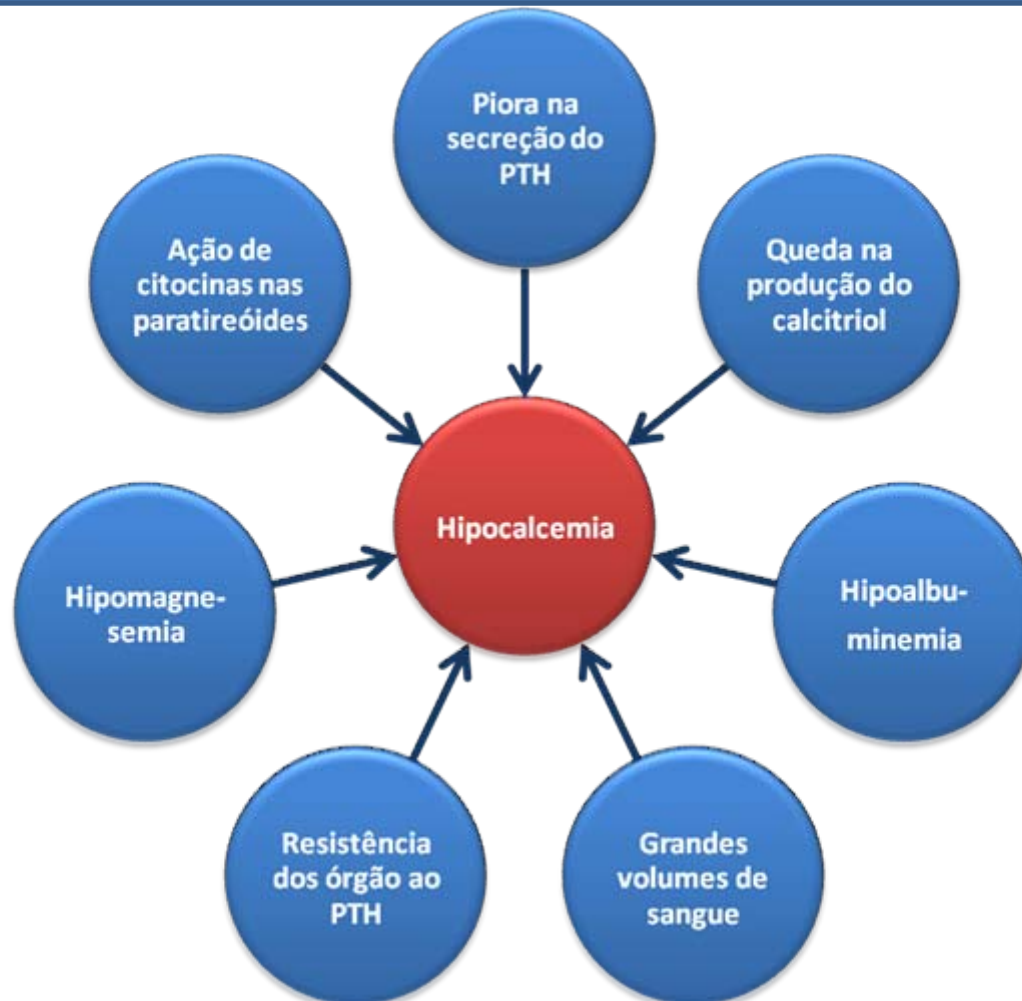 Piora na
secreção do
PTH
Queda na
produção do
calcitriol
Hipoalbu-
minemia
Grandes
volumes de
sangue
Resistência
dos órgão ao
PTH
Hipomagne-
semia
Ação de
citocinas nas
paratireóides
Hipocalcemia